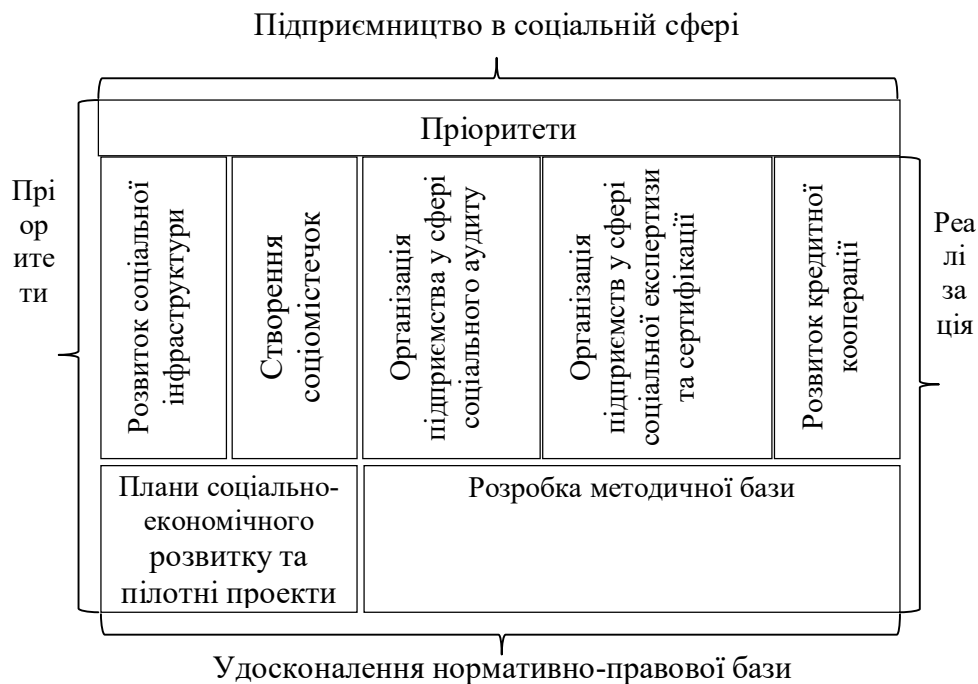 Підприємництво в соціальній сфері
Пріоритети
Прі
ор
ите
ти
Розвиток соціальної
інфраструктури
Створення
соціомістечок
Організація
підприємства у сфері
соціального аудиту
Організація
підприємств у сфері
соціальної експертизи
та сертифікації
Розвиток кредитної
кооперації
Реа
лі
за
ція
Плани соціально-
економічного
розвитку та
пілотні проекти
Розробка методичної бази
Удосконалення нормативно-правової бази